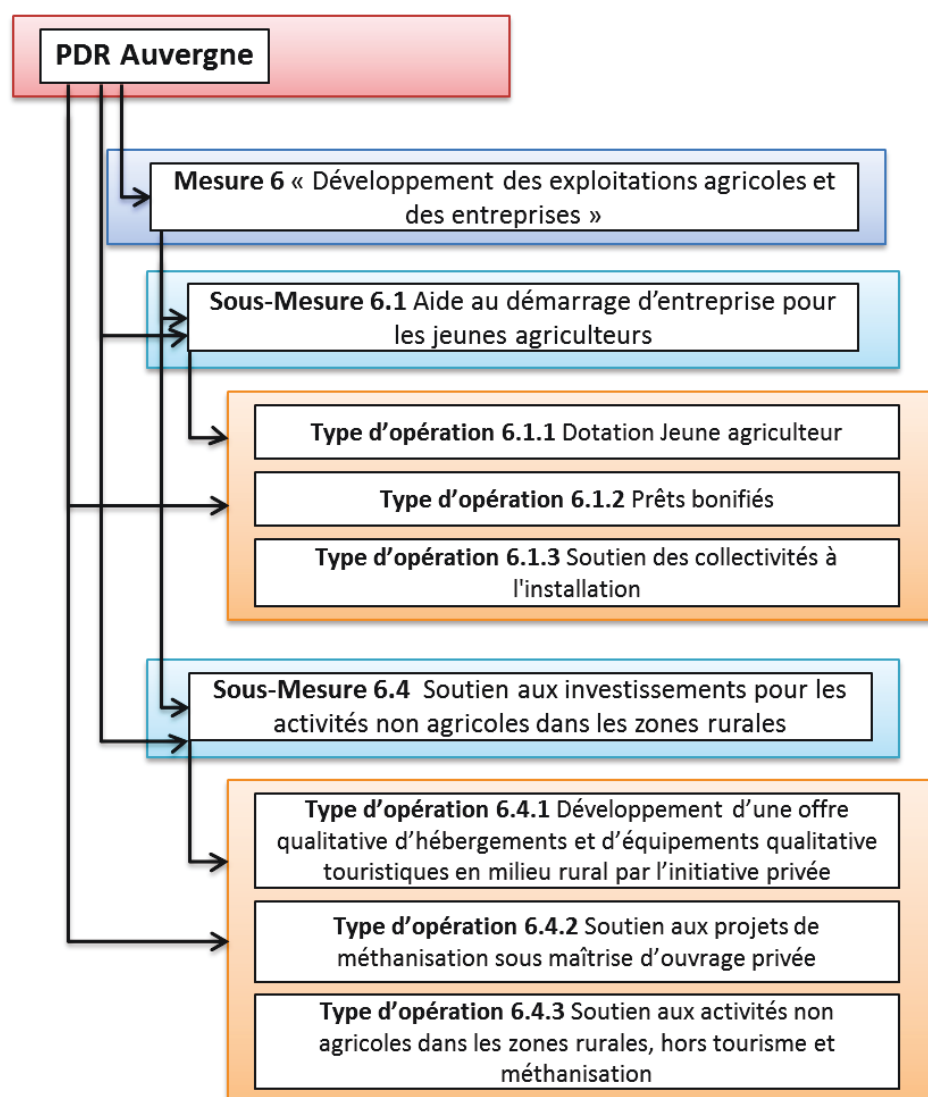 PDR Auvergne
Mesure 6 « Développement des exploitations agricoles et
des entreprises »
Sous-Mesure 6.1 Aide au démarrage d’entreprise pour
les jeunes agriculteurs
Type d’opération 6.1.1 Dotation Jeune agriculteur
Type d’opération 6.1.2 Prêts bonifiés
Type d’opération 6.1.3 Soutien des collectivités à
l'installation
Sous-Mesure 6.4 Soutien aux investissements pour les
activités non agricoles dans les zones rurales
Type d’opération 6.4.1 Développement d’une offre
qualitative d’hébergements et d’équipements qualitative
touristiques en milieu rural par l’initiative privée
Type d’opération 6.4.2 Soutien aux projets de
méthanisation sous maîtrise d’ouvrage privée
Type d’opération 6.4.3 Soutien aux activités non
agricoles dans les zones rurales, hors tourisme et
méthanisation